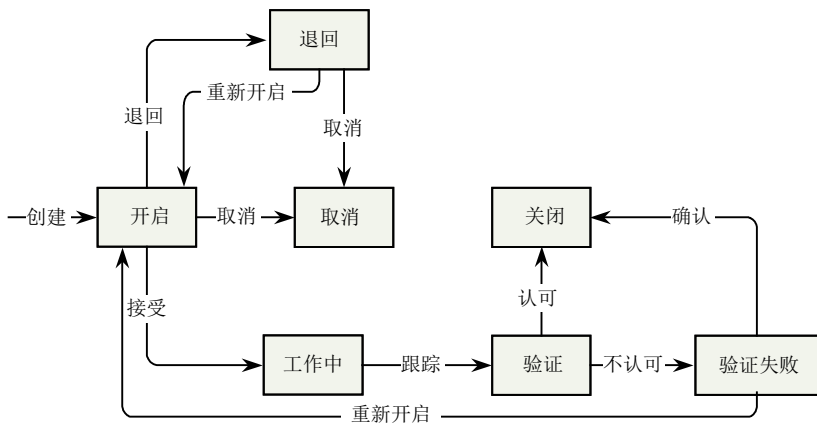 退回
重新开启
退回
取消
创建
开启
取消
取消
关闭
确认
接受
认可
工作中
跟踪
验证
不认可
验证失败
重新开启